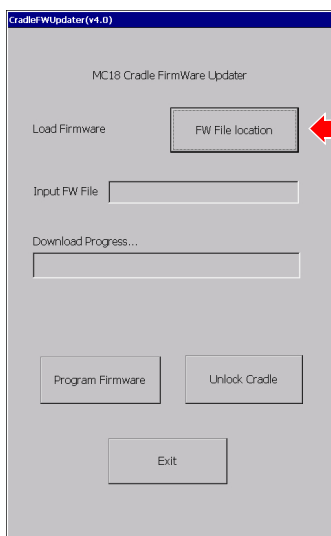 CradleFWUpdater(v4.0)
MC18 Cradle FirmWare Updater
Load Firmware
FW File location
Input FW File
Download Progress...
Program Firmware
Unlock Cradle
Exit